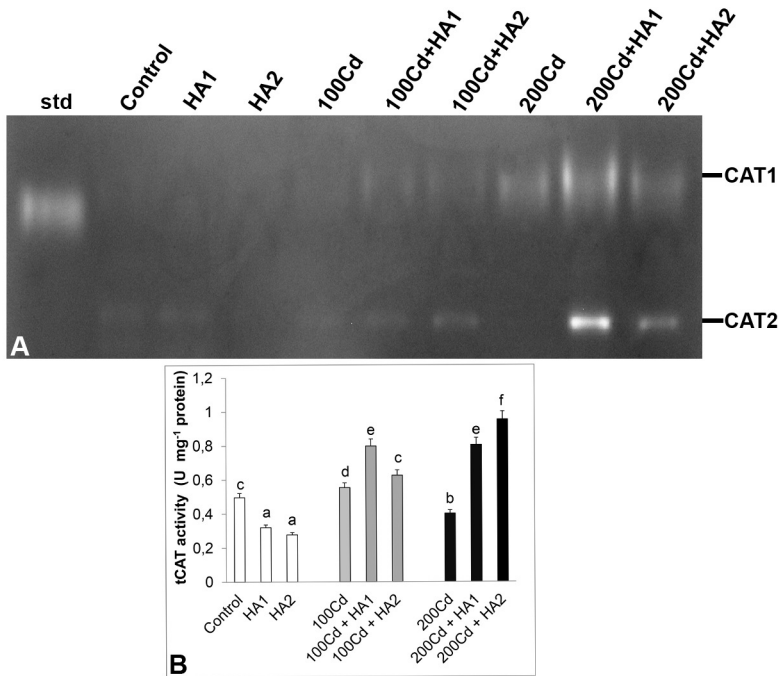 std
Control
HA1
HA2
100Cd
100Cd+HA1
100Cd+HA2
200Cd
200Cd+HA1
200Cd+HA2
CAT1
CAT2
A
tCAT activity (U mg-1 protein)
1,2
1
0,8
0,6
0,4
0,2
0
c
a
a
d
e
c
b
e
f
Control
HA1
HA2
100Cd
100Cd + HA1
100Cd + HA2
200Cd
200Cd + HA1
200Cd + HA2
B